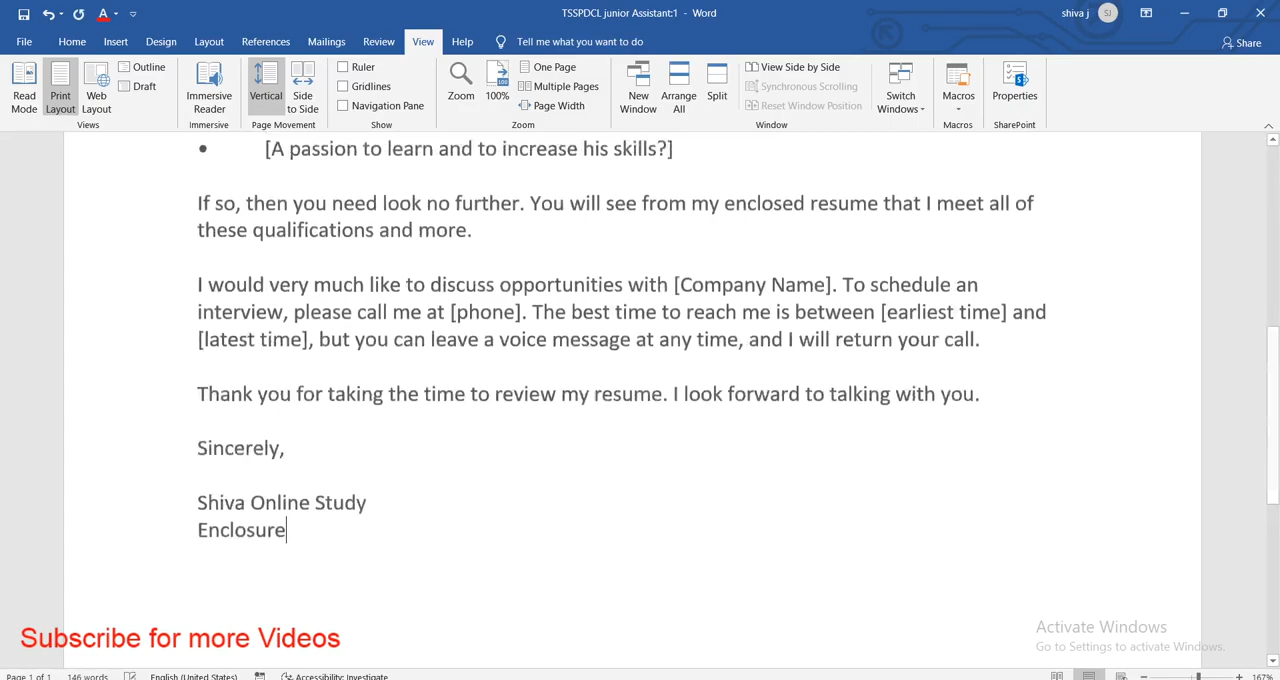 TSSPDCL junior Assistant:1 - Word
shiva j
SJ
File Home Insert Design Layout References Mailings Review View Help Tell me what you want to do
Share
Read Mode
Print Layout
Web Layout
Outline
Draft
Views
Immersive Reader
Immersive
Vertical
Side to Side
Page Movement
Ruler
Gridlines
Navigation Pane
Show
Zoom
100
100%
One Page
Multiple Pages
Page Width
Zoom
New Window
Arrange All
Split
View Side by Side
Synchronous Scrolling
Reset Window Position
Window
Switch Windows
Macros
Macros
Properties
SharePoint
• [A passion to learn and to increase his skills?]
If so, then you need look no further. You will see from my enclosed resume that I meet all of
these qualifications and more.
I would very much like to discuss opportunities with [Company Name]. To schedule an
interview, please call me at [phone]. The best time to reach me is between [earliest time] and
[latest time], but you can leave a voice message at any time, and I will return your call.
Thank you for taking the time to review my resume. I look forward to talking with you.
Sincerely,
Shiva Online Study
Enclosure
Subscribe for more Videos
Activate Windows
Go to Settings to activate Windows.
Page 1 of 1 146 words English (United States) Accessibility: Investigate 167%